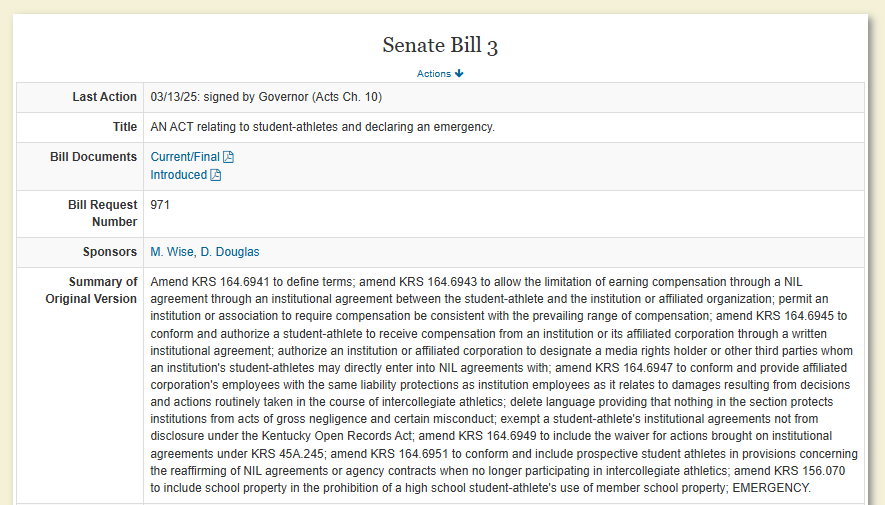 Senate Bill 3
Actions
Last Action 03/13/25: signed by Governor (Acts Ch. 10)
Title AN ACT relating to student-athletes and declaring an emergency.
Bill Documents Current/Final
Introduced
Bill Request Number 971
Sponsors M. Wise, D. Douglas
Summary of Original Version Amend KRS 164.6941 to define terms; amend KRS 164.6943 to allow the limitation of earning compensation through a NIL
agreement through an institutional agreement between the student-athlete and the institution or affiliated organization; permit an
institution or association to require compensation be consistent with the prevailing range of compensation; amend KRS 164.6945 to
conform and authorize a student-athlete to receive compensation from an institution or its affiliated corporation through a written
institutional agreement; authorize an institution or affiliated corporation to designate a media rights holder or other third parties whom
an institution's student-athletes may directly enter into NIL agreements with; amend KRS 164.6947 to conform and provide affiliated
corporation's employees with the same liability protections as institution employees as it relates to damages resulting from decisions
and actions routinely taken in the course of intercollegiate athletics; delete language providing that nothing in the section protects
institutions from acts of gross negligence and certain misconduct; exempt a student-athlete's institutional agreements not from
disclosure under the Kentucky Open Records Act; amend KRS 164.6949 to include the waiver for actions brought on institutional
agreements under KRS 45A.245; amend KRS 164.6951 to conform and include prospective student athletes in provisions concerning
the reaffirming of NIL agreements or agency contracts when no longer participating in intercollegiate athletics; amend KRS 156.070
to include school property in the prohibition of a high school student-athlete's use of member school property; EMERGENCY.